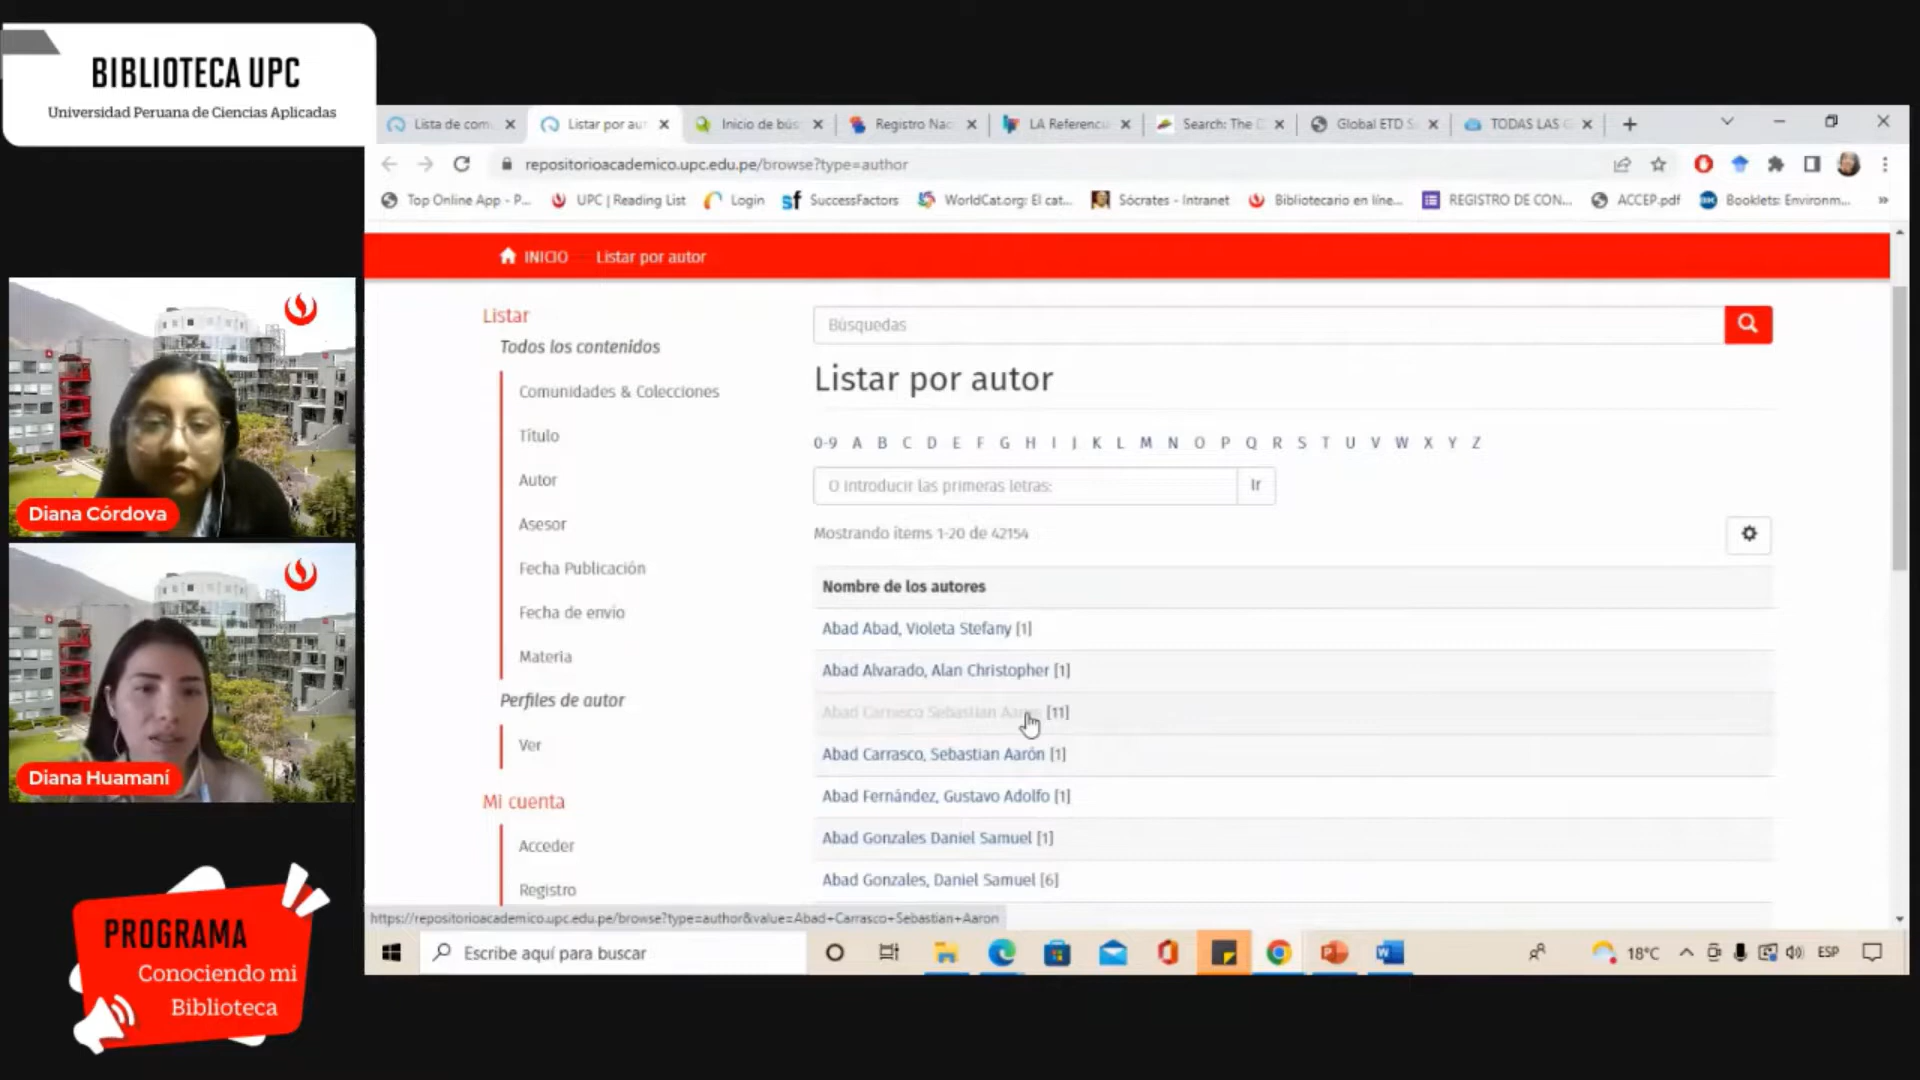 BIBLIOTECA UPC
Universidad Peruana de Ciencias Aplicadas
Diana Córdova
Diana Huamaní
PROGRAMA
Conociendo mi
Biblioteca
Lista de com
Listar por aut
Inicio de bús
Registro Nac
LA Referenci
Search: The
Global ETD S
TODAS LAS
repositorioacademico.upc.edu.pe/browse?type=author
Top Online App - P...
UPC | Reading List
Login
SuccessFactors
WorldCat.org: El cat...
Sócrates - Intranet
Bibliotecario en líne...
REGISTRO DE CON...
ACCEP.pdf
Booklets: Environm...
»
INICIO
Listar por autor
Listar
Todos los contenidos
Comunidades & Colecciones
Título
Autor
Asesor
Fecha Publicación
Fecha de envío
Materia
Perfiles de autor
Ver
Mi cuenta
Acceder
Registro
Búsquedas
Listar por autor
0-9 A B C D E F G H I J K L M N O P Q R S T U V W X Y Z
O introducir las primeras letras:
Ir
Mostrando ítems 1-20 de 42154
Nombre de los autores
Abad Abad, Violeta Stefany [1]
Abad Alvarado, Alan Christopher [1]
Abad Carrasco Sebastian [11]
Abad Carrasco, Sebastian Aarón [1]
Abad Fernández, Gustavo Adolfo [1]
Abad Gonzales Daniel Samuel [1]
Abad Gonzales, Daniel Samuel [6]
https://repositorioacademico.upc.edu.pe/browse?type=author&value=Abad+Carrasco+Sebastian+Aaron
Escribe aquí para buscar
18°C
ESP